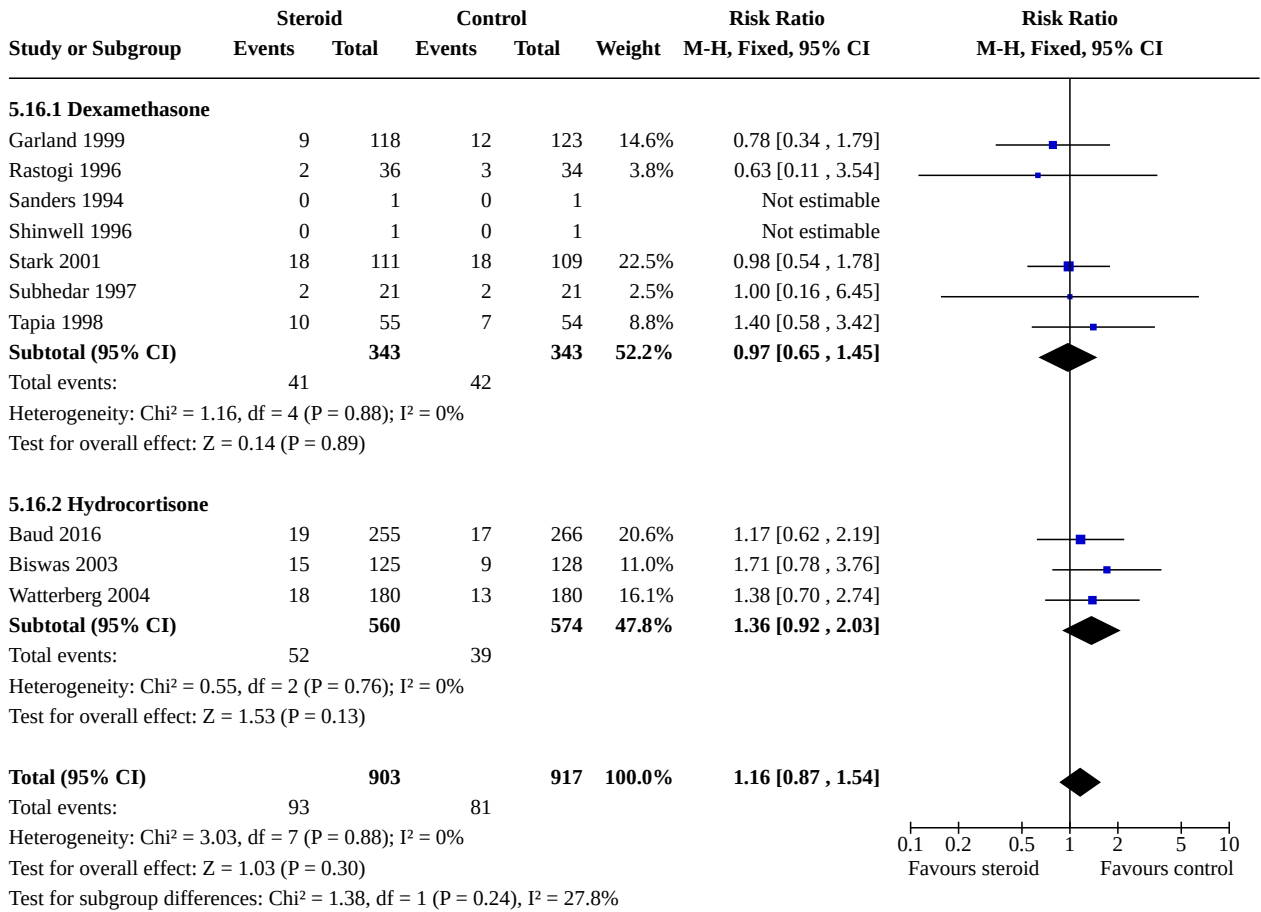 Steroid Control Risk Ratio Risk Ratio
Study or Subgroup Events Total Events Total Weight M-H, Fixed, 95% CI M-H, Fixed, 95% CI
5.16.1 Dexamethasone
Garland 1999 9 118 12 123 14.6% 0.78 [0.34 , 1.79]
Rastogi 1996 2 36 3 34 3.8% 0.63 [0.11 , 3.54]
Sanders 1994 0 1 0 1 Not estimable
Shinwell 1996 0 1 0 1 Not estimable
Stark 2001 18 111 18 109 22.5% 0.98 [0.54 , 1.78]
Subhedar 1997 2 21 2 21 2.5% 1.00 [0.16 , 6.45]
Tapia 1998 10 55 7 54 8.8% 1.40 [0.58 , 3.42]
Subtotal (95% CI) 343 343 52.2% 0.97 [0.65 , 1.45]
Total events: 41 42
Heterogeneity: Chi² = 1.16, df = 4 (P = 0.88); I² = 0%
Test for overall effect: Z = 0.14 (P = 0.89)
5.16.2 Hydrocortisone
Baud 2016 19 255 17 266 20.6% 1.17 [0.62 , 2.19]
Biswas 2003 15 125 9 128 11.0% 1.71 [0.78 , 3.76]
Watterberg 2004 18 180 13 180 16.1% 1.38 [0.70 , 2.74]
Subtotal (95% CI) 560 574 47.8% 1.36 [0.92 , 2.03]
Total events: 52 39
Heterogeneity: Chi² = 0.55, df = 2 (P = 0.76); I² = 0%
Test for overall effect: Z = 1.53 (P = 0.13)
Total (95% CI) 903 917 100.0% 1.16 [0.87 , 1.54]
Total events: 93 81
Heterogeneity: Chi² = 3.03, df = 7 (P = 0.88); I² = 0%
0.1 0.2 0.5 1 2 5 10
Test for overall effect: Z = 1.03 (P = 0.30) Favours steroid Favours control
Test for subgroup differences: Chi² = 1.38, df = 1 (P = 0.24), I² = 27.8%